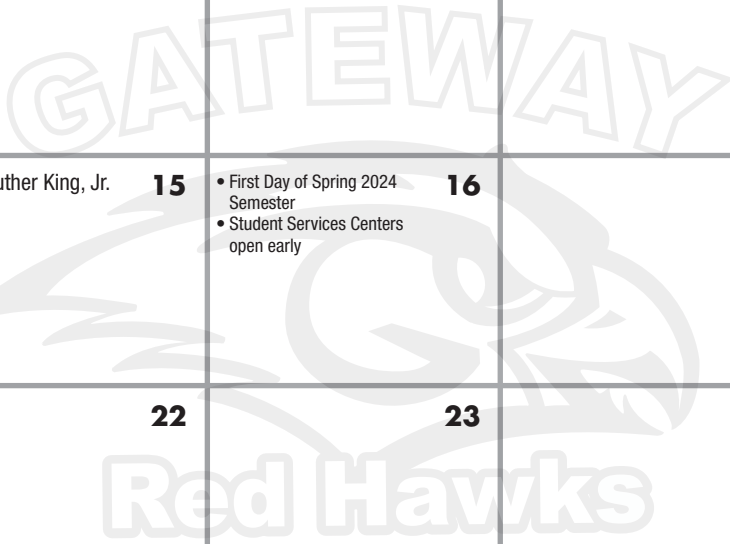 GATEWAY
King, Jr. 15
• First Day of Spring 2024 16
Semester
• Student Services Centers
open early
22 23
Red Hawks